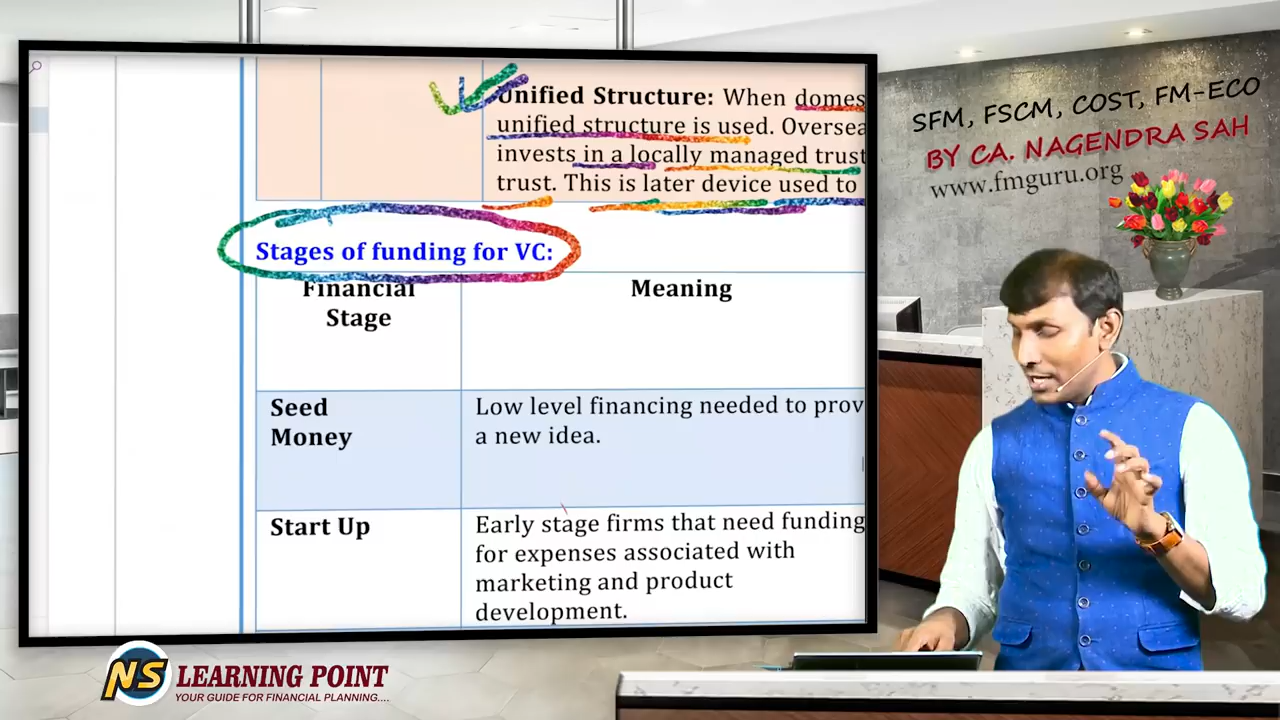 Unified Structure: When domes
unified structure is used. Oversea
invests in a locally managed trust
trust. This is later device used to
Stages of funding for VC:
Financial
Stage
Meaning
Seed
Money
Low level financing needed to prov
a new idea.
Start Up
Early stage firms that need funding
for expenses associated with
marketing and product
development.
SFM, FSCM, COST, FM-ECO
BY CA. NAGENDRA SAH
www.fmguru.org
NS LEARNING POINT
YOUR GUIDE FOR FINANCIAL PLANNING....